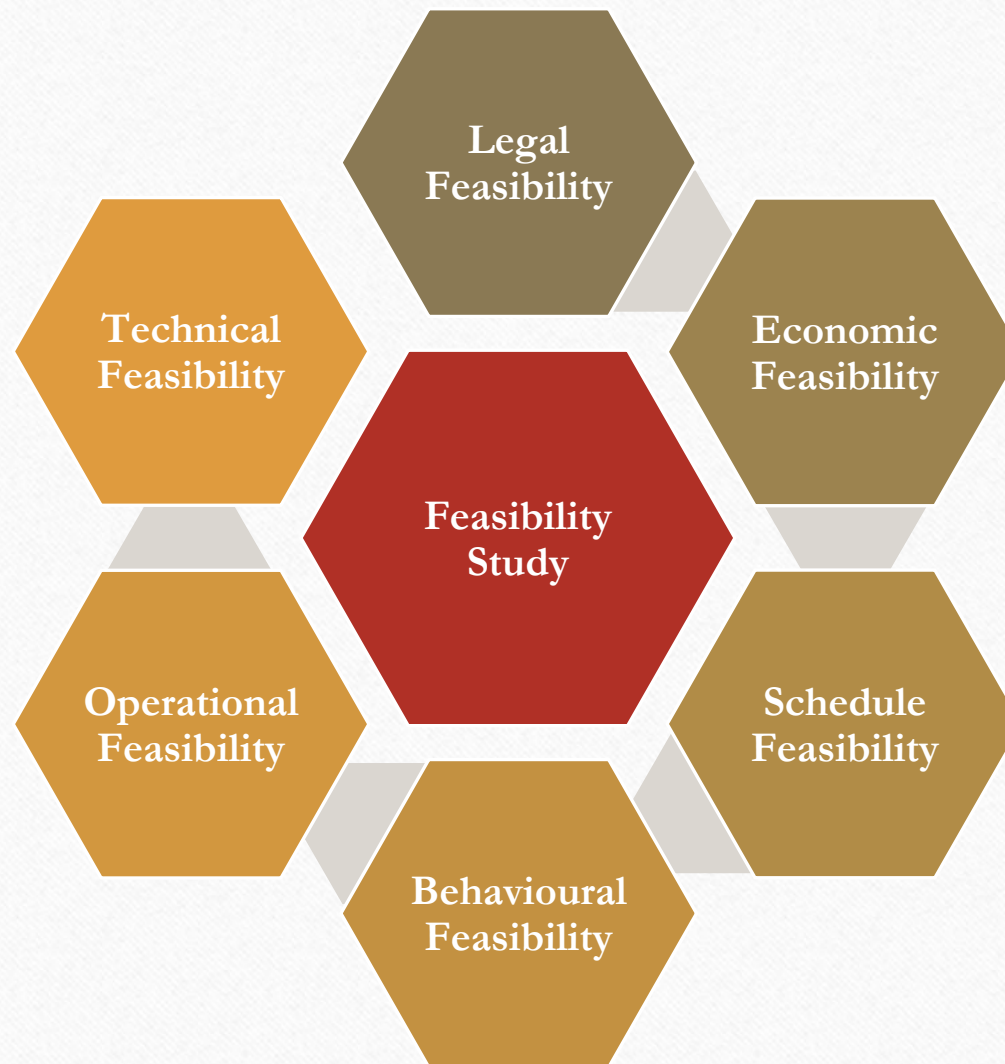 Legal
Feasibility
Technical
Feasibility
Economic
Feasibility
Feasibility
Study
Operational
Feasibility
Schedule
Feasibility
Behavioural
Feasibility